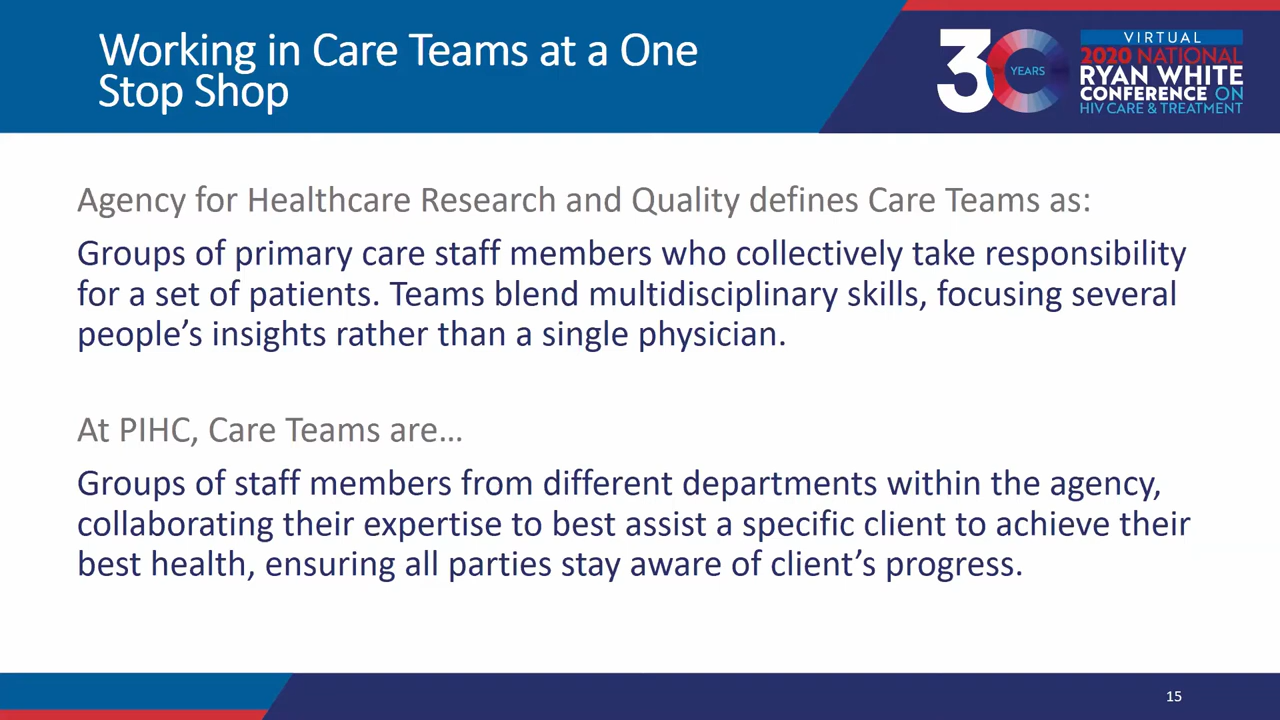 Working in Care Teams at a One
Stop Shop
30
YEARS
VIRTUAL
2020 NATIONAL
RYAN WHITE
CONFERENCE ON
HIV CARE & TREATMENT
Agency for Healthcare Research and Quality defines Care Teams as:
Groups of primary care staff members who collectively take responsibility
for a set of patients. Teams blend multidisciplinary skills, focusing several
people’s insights rather than a single physician.
At PIHC, Care Teams are…
Groups of staff members from different departments within the agency,
collaborating their expertise to best assist a specific client to achieve their
best health, ensuring all parties stay aware of client’s progress.
15